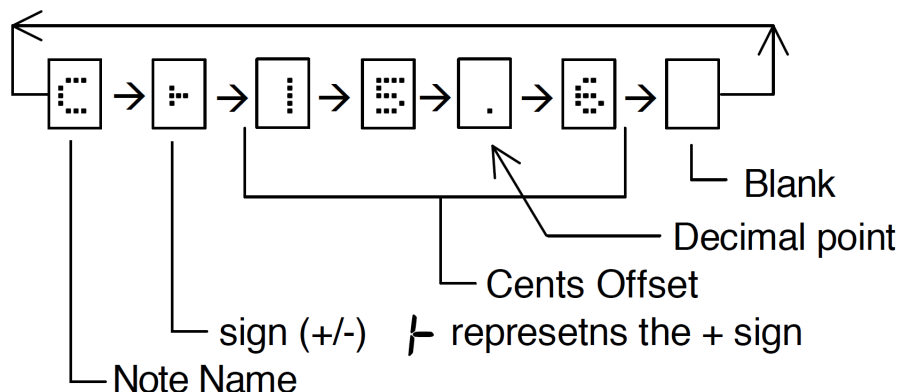 C → ⊢ → 1 → 5. → . → 6. →
Blank
Decimal point
Cents Offset
sign (+/-) ⊢ represetns the + sign
Note Name